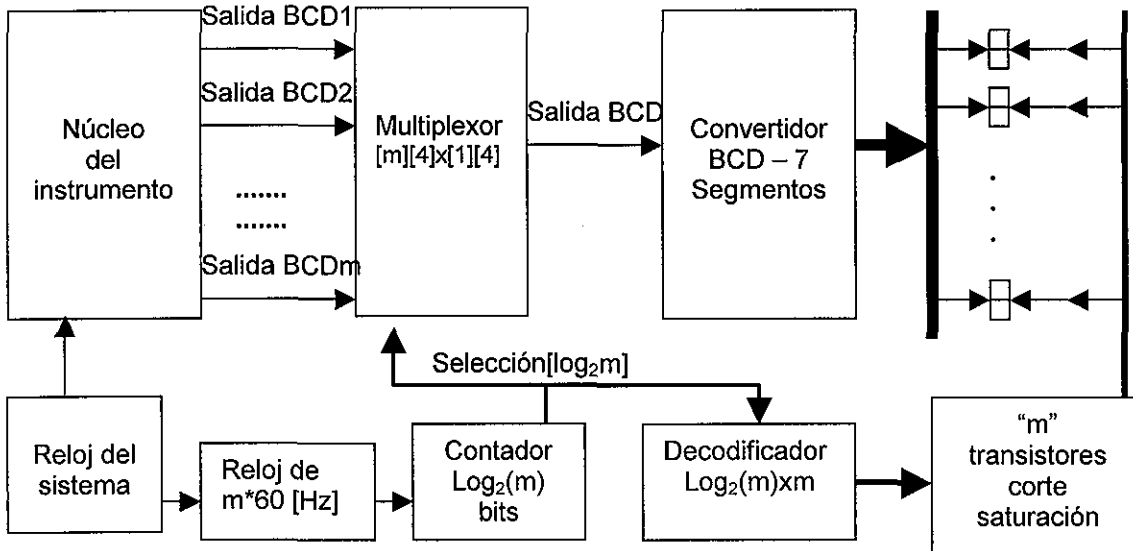 Salida BCD1
Salida BCD2
.......
.......
Salida BCDm
Núcleo
del
instrumento
Multiplexor
[m][4]x[1][4]
Salida BCD
Convertidor
BCD – 7
Segmentos
Selección[log₂m]
Reloj del
sistema
Reloj de
m*60 [Hz]
Contador
Log₂(m)
bits
Decodificador
Log₂(m)xm
“m”
transistores
corte
saturación